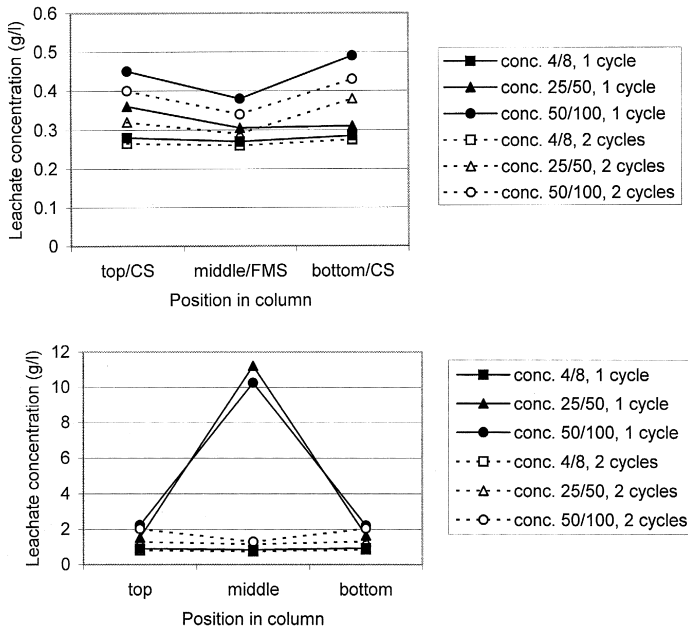 Leachate concentration (g/l)
0.6
0.5
0.4
0.3
0.2
0.1
0
top/CS
middle/FMS
bottom/CS
Position in column
conc. 4/8, 1 cycle
conc. 25/50, 1 cycle
conc. 50/100, 1 cycle
conc. 4/8, 2 cycles
conc. 25/50, 2 cycles
conc. 50/100, 2 cycles
Leachate concentration (g/l)
12
10
8
6
4
2
0
top
middle
bottom
Position in column
conc. 4/8, 1 cycle
conc. 25/50, 1 cycle
conc. 50/100, 1 cycle
conc. 4/8, 2 cycles
conc. 25/50, 2 cycles
conc. 50/100, 2 cycles